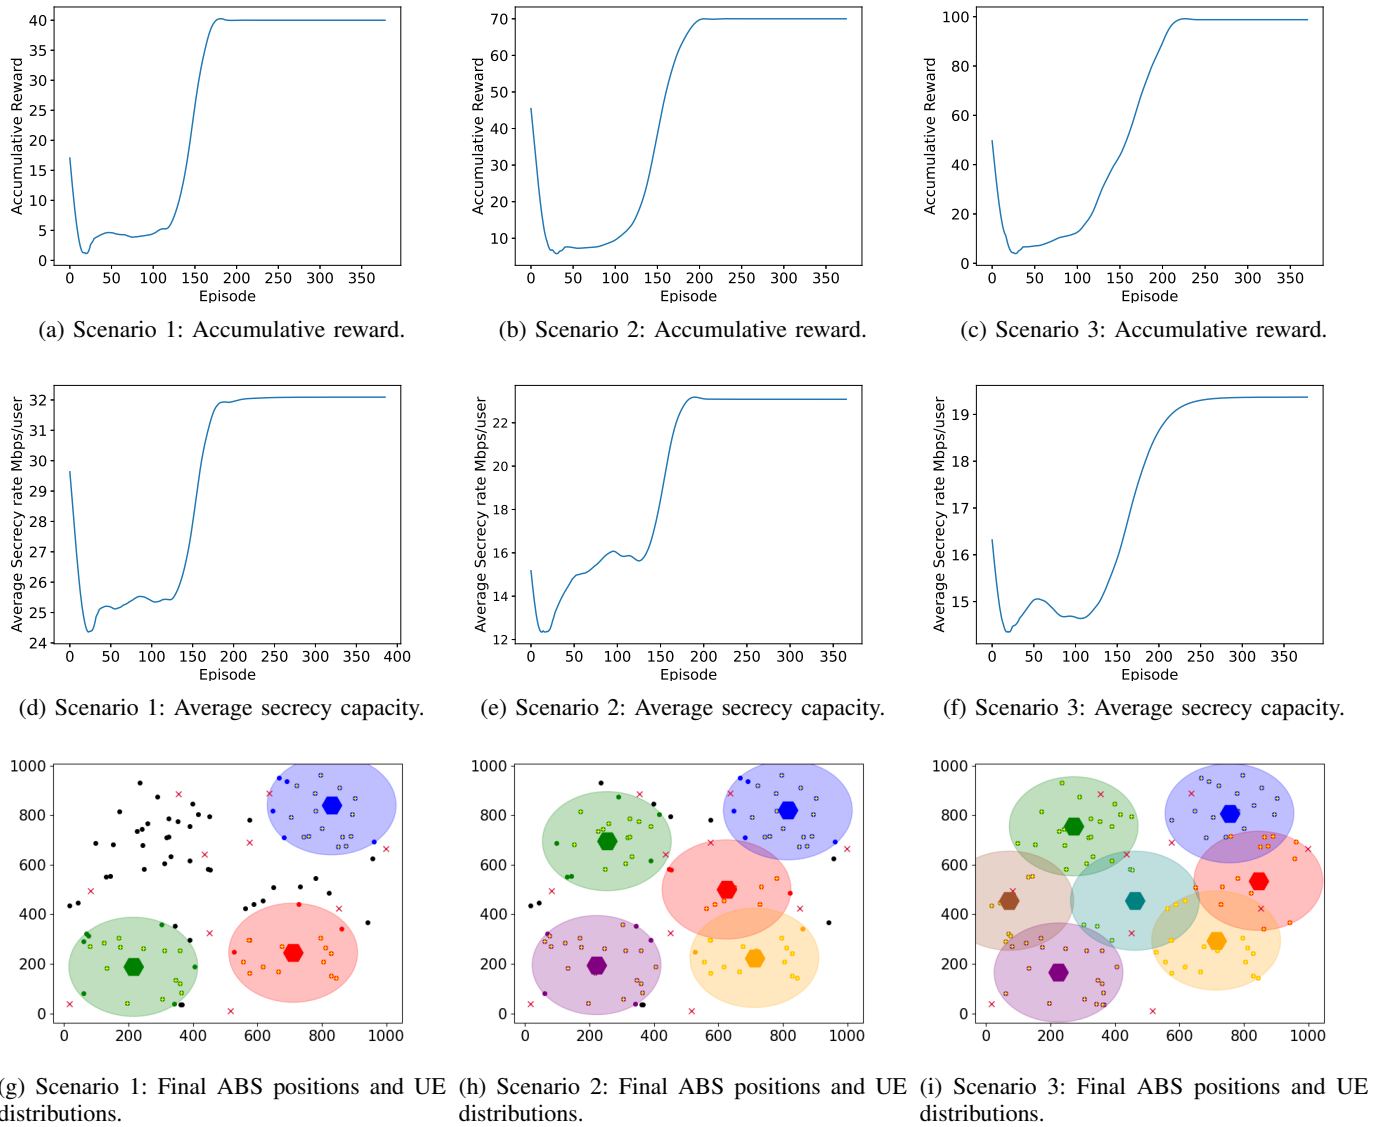 40
35
30
25
20
15
10
5
0
Accumulative Reward
0 50 100 150 200 250 300 350
Episode
(a) Scenario 1: Accumulative reward.
70
60
50
40
30
20
10
Accumulative Reward
0 50 100 150 200 250 300 350
Episode
(b) Scenario 2: Accumulative reward.
100
80
60
40
20
0
Accumulative Reward
0 50 100 150 200 250 300 350
Episode
(c) Scenario 3: Accumulative reward.
32
31
30
29
28
27
26
25
24
Average Secrecy rate Mbps/user
0 50 100 150 200 250 300 350 400
Episode
(d) Scenario 1: Average secrecy capacity.
22
20
18
16
14
12
Average Secrecy rate Mbps/user
0 50 100 150 200 250 300 350
Episode
(e) Scenario 2: Average secrecy capacity.
19
18
17
16
15
Average Secrecy rate Mbps/user
0 50 100 150 200 250 300 350
Episode
(f) Scenario 3: Average secrecy capacity.
1000
800
600
400
200
0
0 200 400 600 800 1000
(g) Scenario 1: Final ABS positions and UE
distributions.
1000
800
600
400
200
0
0 200 400 600 800 1000
(h) Scenario 2: Final ABS positions and UE
distributions.
1000
800
600
400
200
0
0 200 400 600 800 1000
(i) Scenario 3: Final ABS positions and UE
distributions.